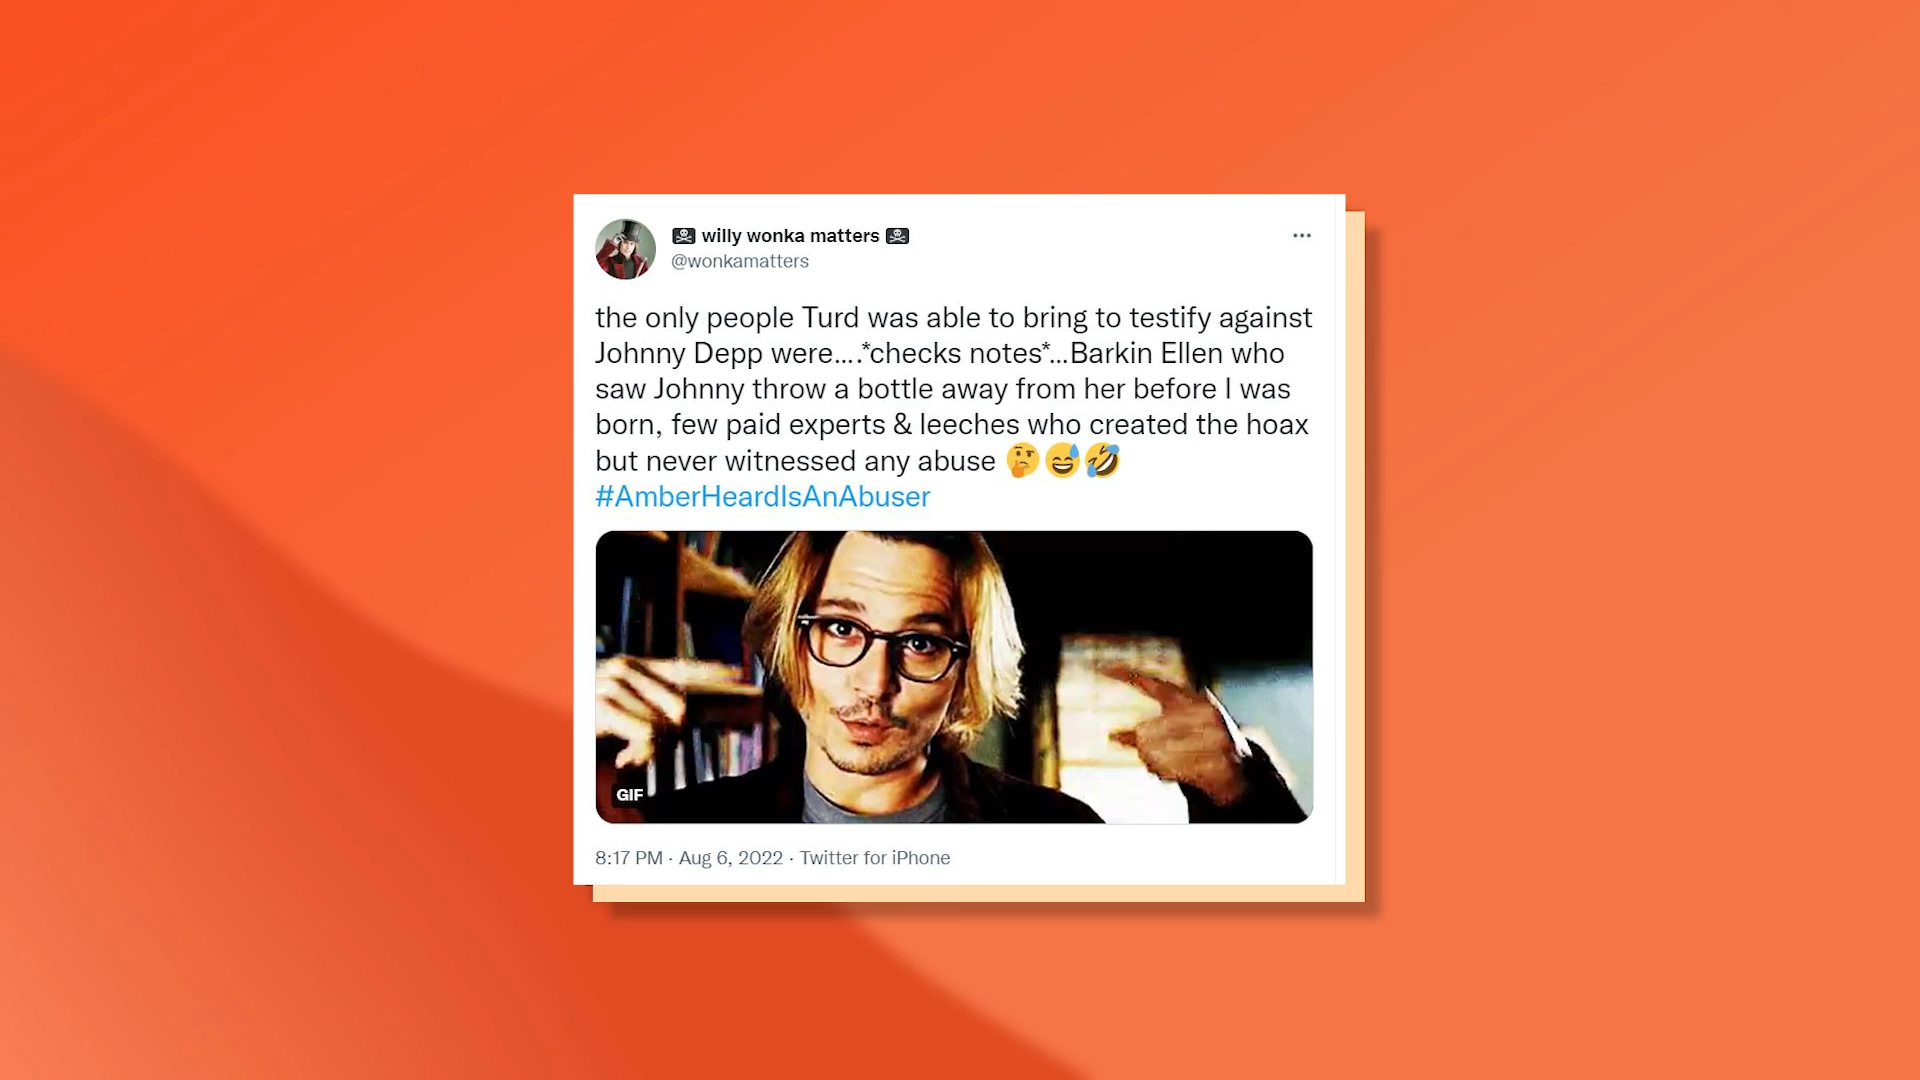 🏴‍☠️ willy wonka matters 🏴‍☠️
@wonkamatters
the only people Turd was able to bring to testify against
Johnny Depp were....*checks notes*...Barkin Ellen who
saw Johnny throw a bottle away from her before I was
born, few paid experts & leeches who created the hoax
but never witnessed any abuse 🤔😅🤣
#AmberHeardIsAnAbuser
GIF
8:17 PM · Aug 6, 2022 · Twitter for iPhone